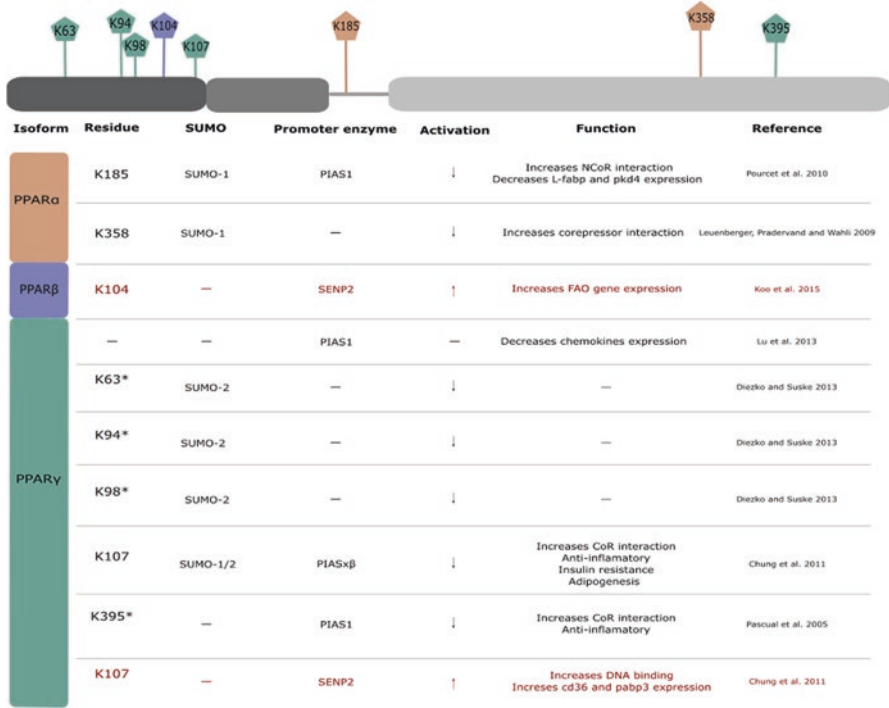 K63
K94
K98
K104
K107
K185
K358
K395
Isoform Residue SUMO Promoter enzyme Activation Function Reference
PPARα
K185 SUMO-1 PIAS1 ↓ Increases NCoR interaction
Decreases L-fabp and pkd4 expression Pourcet et al. 2010
K358 SUMO-1 — ↓ Increases corepressor interaction Leuenberger, Pradervand and Wahli 2009
PPARβ K104 — SENP2 ↑ Increases FAO gene expression Koo et al. 2015
PPARγ
— — PIAS1 — Decreases chemokines expression Lu et al. 2013
K63* SUMO-2 — ↓ — Diezko and Suske 2013
K94* SUMO-2 — ↓ — Diezko and Suske 2013
K98* SUMO-2 — ↓ — Diezko and Suske 2013
K107 SUMO-1/2 PIASxβ ↓ Increases CoR interaction
Anti-inflammatory
Insulin resistance
Adipogenesis Chung et al. 2011
K395* — PIAS1 ↓ Increases CoR interaction
Anti-inflamatory Pascual et al. 2005
K107 — SENP2 ↑ Increases DNA binding
Increses cd36 and pabp3 expression Chung et al. 2011